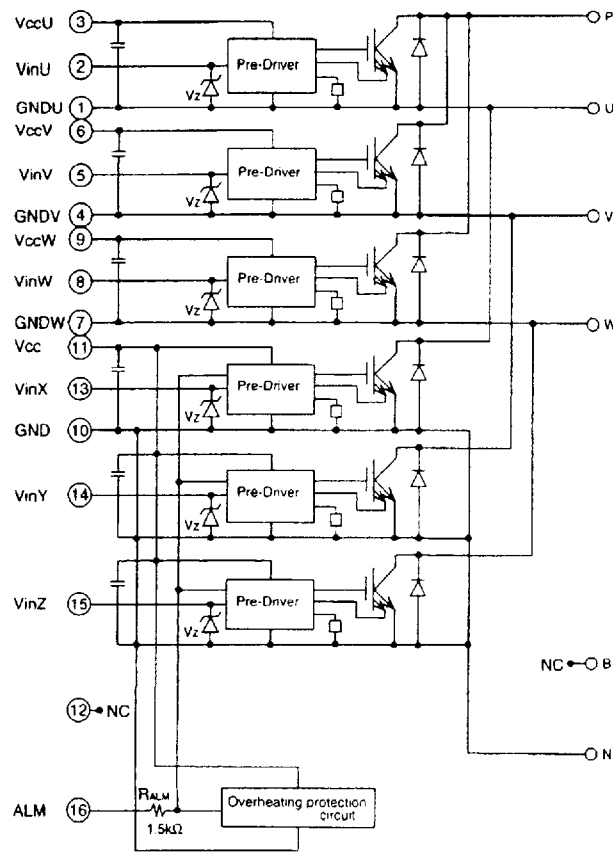 VccU 3 P
VinU 2 Pre-Driver
Vz
GNDU 1 U
VccV 6
VinV 5 Pre-Driver
Vz
GNDV 4 V
VccW 9
VinW 8 Pre-Driver
Vz
GNDW 7 W
Vcc 11
VinX 13 Pre-Driver
Vz
GND 10
VinY 14 Pre-Driver
Vz
VinZ 15 Pre-Driver
Vz
NC B
12 NC
N
RALM
ALM 16 Overheating protection
1.5kΩ circuit